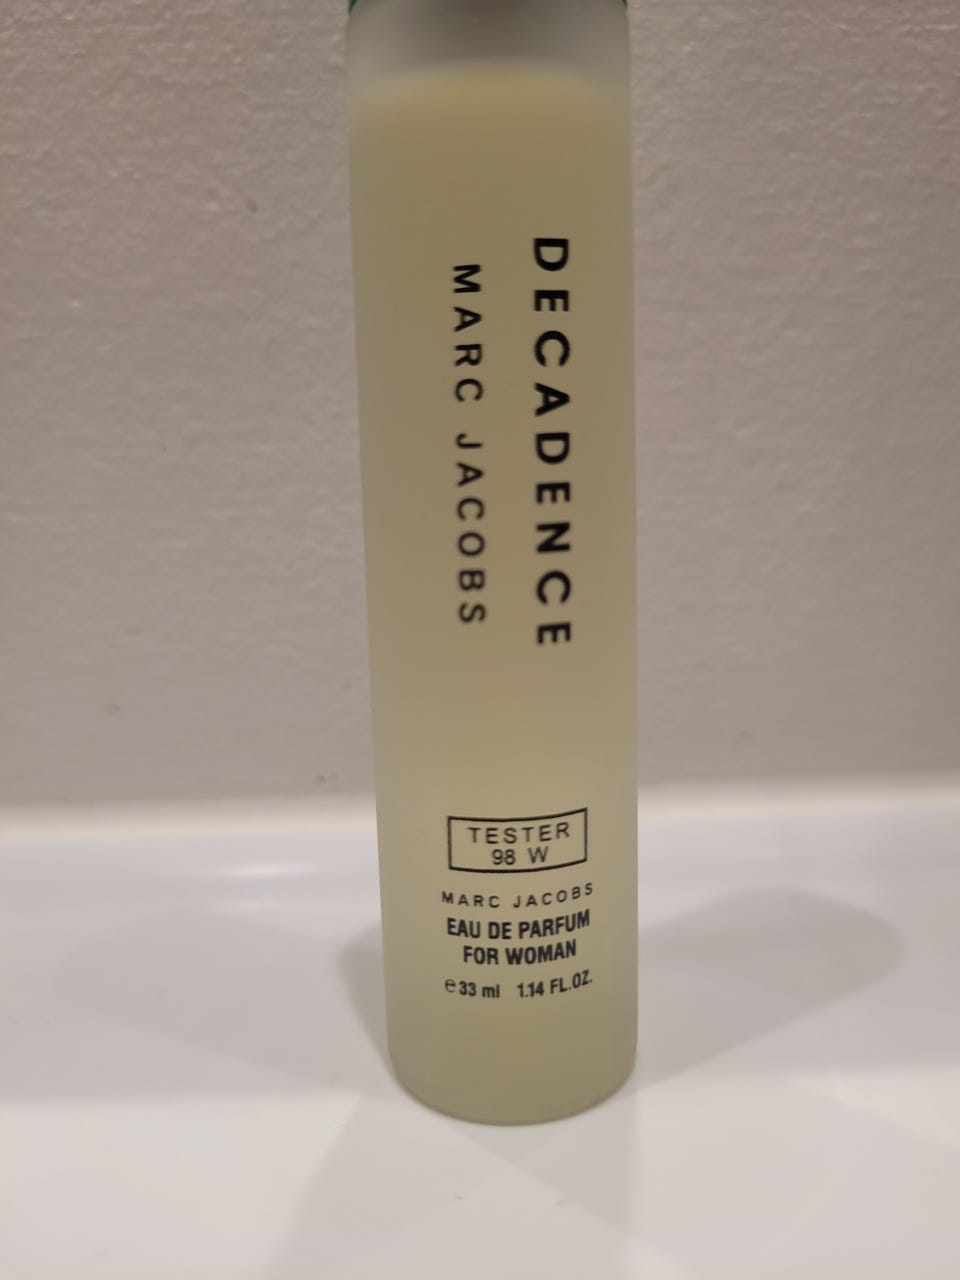 DECADENCE
MARC JACOBS
TESTER
98 W
MARC JACOBS
EAU DE PARFUM
FOR WOMAN
℮ 33 ml 1.14 FL.OZ.